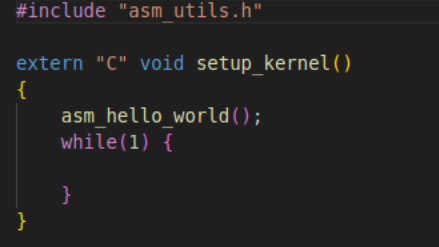 #include "asm_utils.h"
extern "C" void setup_kernel()
{
    asm_hello_world();
    while(1) {
    }
}